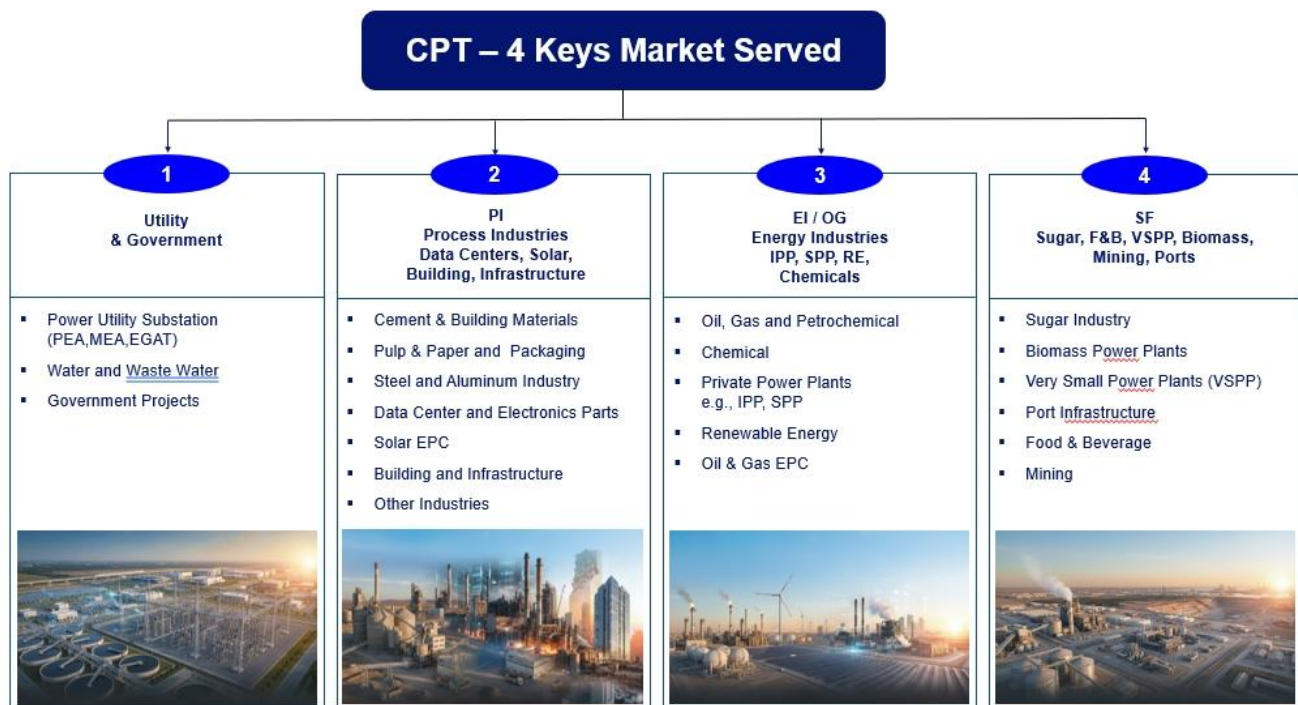 CPT – 4 Keys Market Served
1
Utility
& Government
Power Utility Substation
(PEA,MEA,EGAT)
Water and Waste Water
Government Projects
2
PI
Process Industries
Data Centers, Solar,
Building, Infrastructure
Cement & Building Materials
Pulp & Paper and Packaging
Steel and Aluminum Industry
Data Center and Electronics Parts
Solar EPC
Building and Infrastructure
Other Industries
3
EI / OG
Energy Industries
IPP, SPP, RE,
Chemicals
Oil, Gas and Petrochemical
Chemical
Private Power Plants
e.g., IPP, SPP
Renewable Energy
Oil & Gas EPC
4
SF
Sugar, F&B, VSPP, Biomass,
Mining, Ports
Sugar Industry
Biomass Power Plants
Very Small Power Plants (VSPP)
Port Infrastructure
Food & Beverage
Mining